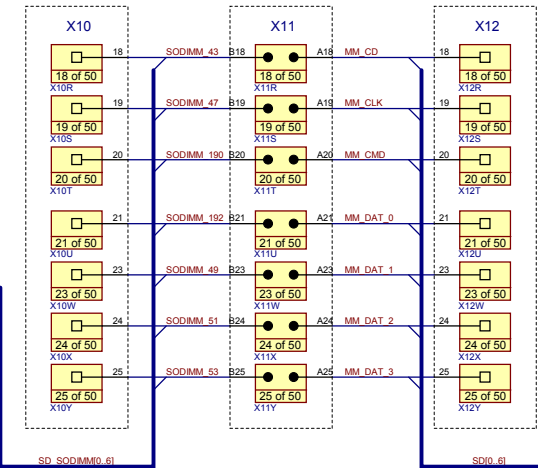 X10 X11 X12
18 SODIMM_43 B18 A18 MM_CD 18
18 of 50 18 of 50 18 of 50
X10R X11R X12R
19 SODIMM_47 B19 A19 MM_CLK 19
19 of 50 19 of 50 19 of 50
X10S X11S X12S
20 SODIMM_190 B20 A20 MM_CMD 20
20 of 50 20 of 50 20 of 50
X10T X11T X12T
21 SODIMM_192 B21 A21 MM_DAT_0 21
21 of 50 21 of 50 21 of 50
X10U X11U X12U
23 SODIMM_49 B23 A23 MM_DAT_1 23
23 of 50 23 of 50 23 of 50
X10W X11W X12W
24 SODIMM_51 B24 A24 MM_DAT_2 24
24 of 50 24 of 50 24 of 50
X10X X11X X12X
25 SODIMM_53 B25 A25 MM_DAT_3 25
25 of 50 25 of 50 25 of 50
X10Y X11Y X12Y
SD_SODIMM[0..6] SD[0..6]